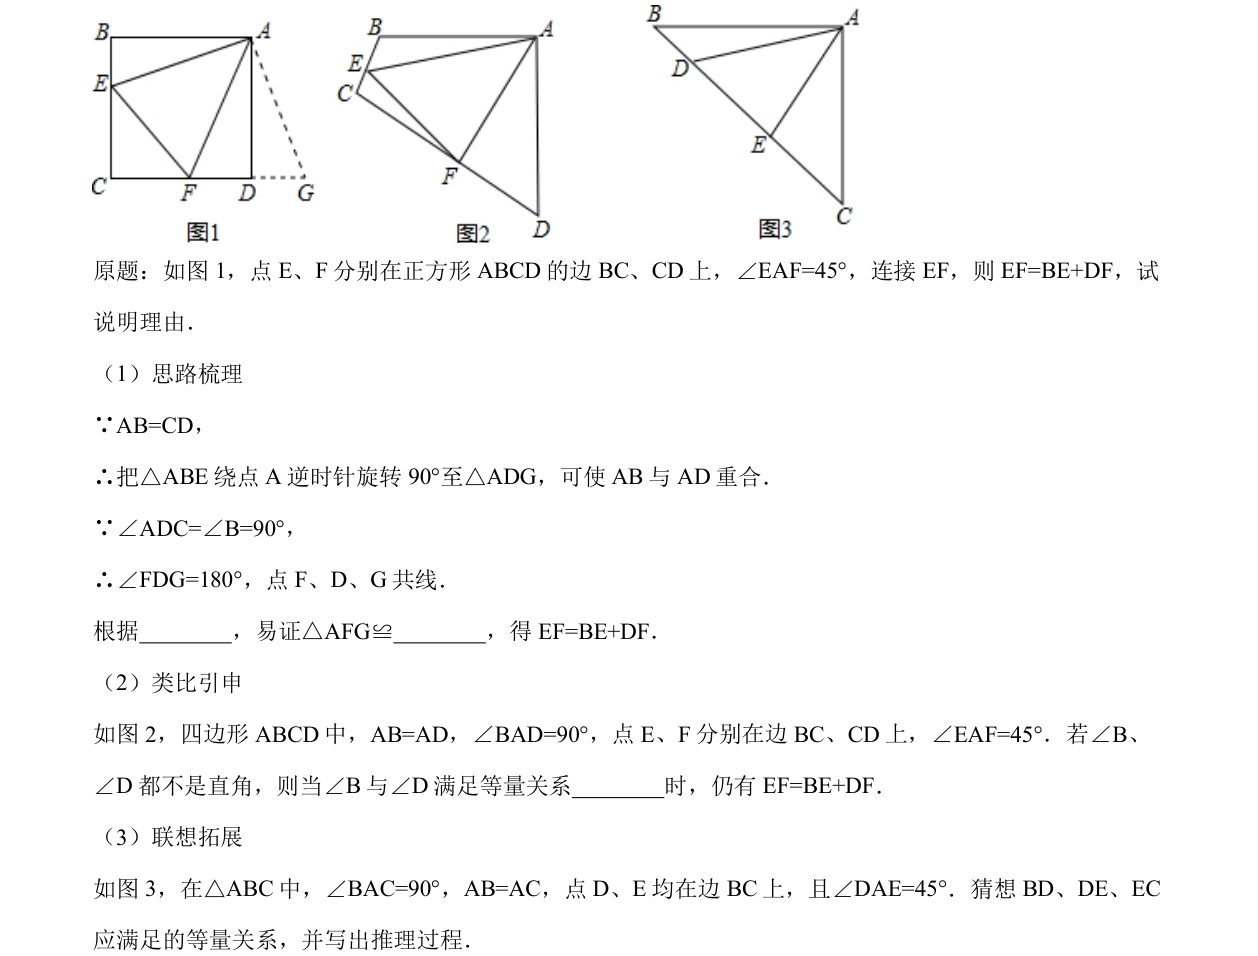 B A E C F D G
B A E C F D
B A D E C
图1 图2 图3
原题：如图 1，点 E、F 分别在正方形 ABCD 的边 BC、CD 上，∠EAF=45°，连接 EF，则 EF=BE+DF，试
说明理由．
（1）思路梳理
∵AB=CD，
∴把△ABE 绕点 A 逆时针旋转 90°至△ADG，可使 AB 与 AD 重合．
∵∠ADC=∠B=90°，
∴∠FDG=180°，点 F、D、G 共线．
根据________，易证△AFG≌________，得 EF=BE+DF．
（2）类比引申
如图 2，四边形 ABCD 中，AB=AD，∠BAD=90°，点 E、F 分别在边 BC、CD 上，∠EAF=45°．若∠B、
∠D 都不是直角，则当∠B 与∠D 满足等量关系________时，仍有 EF=BE+DF．
（3）联想拓展
如图 3，在△ABC 中，∠BAC=90°，AB=AC，点 D、E 均在边 BC 上，且∠DAE=45°．猜想 BD、DE、EC
应满足的等量关系，并写出推理过程．